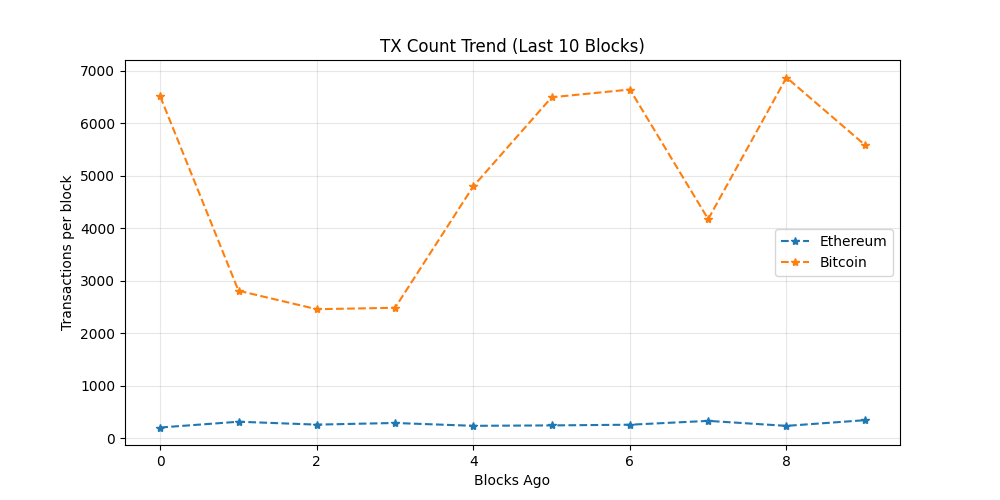 TX Count Trend (Last 10 Blocks)
7000
6000
5000
4000
3000
2000
1000
0
Transactions per block
Ethereum
Bitcoin
0 2 4 6 8
Blocks Ago